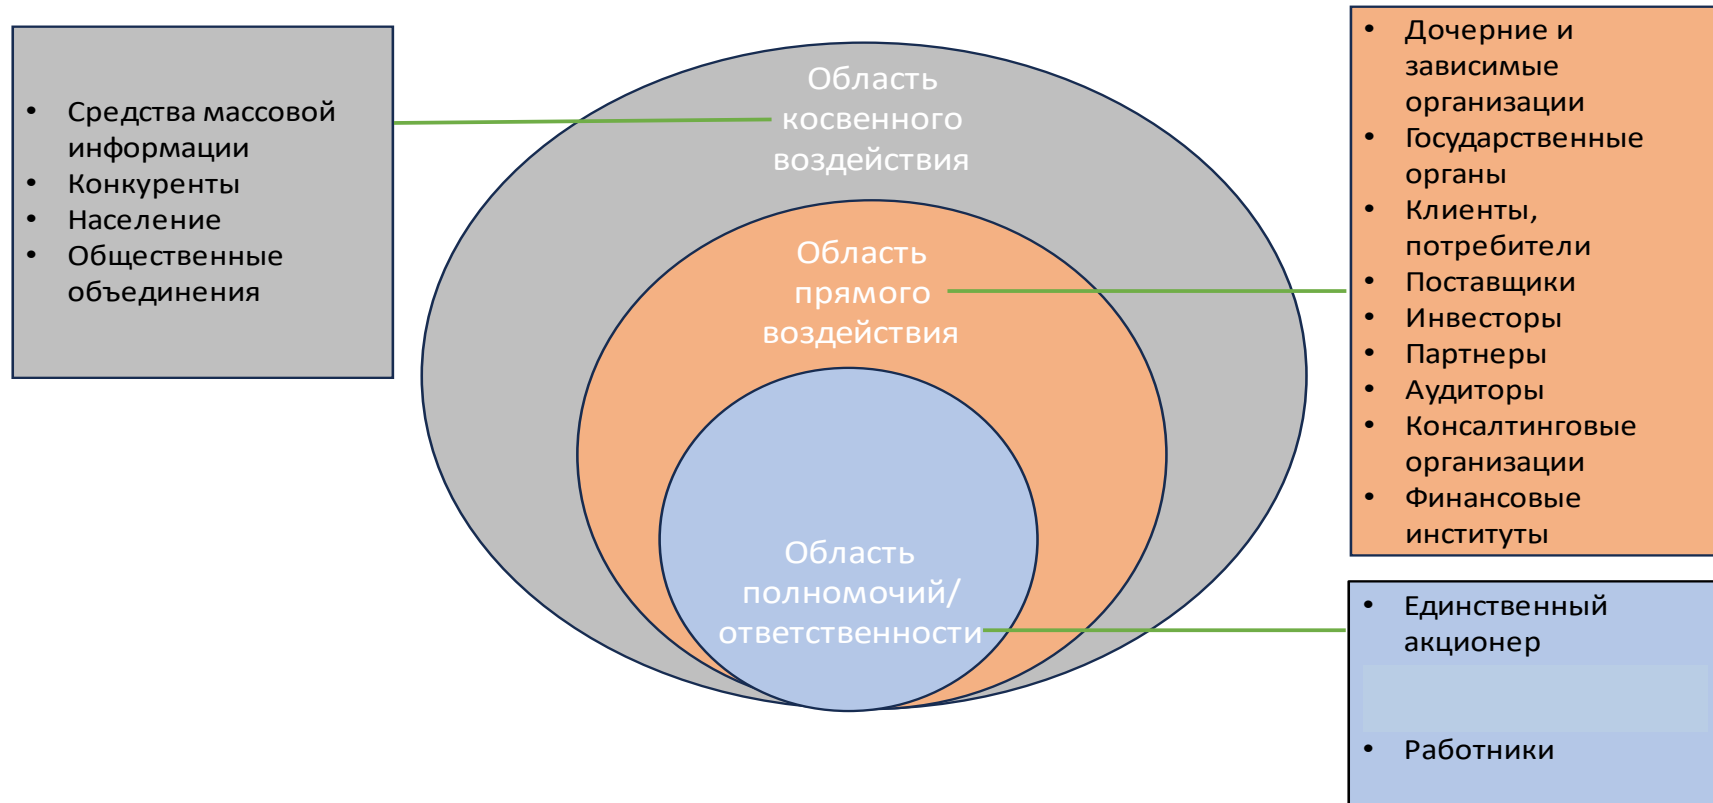 • Средства массовой
информации
• Конкуренты
• Население
• Общественные
объединения
Область
косвенного
воздействия
Область
прямого
воздействия
Область
полномочий/
ответственности
• Дочерние и
зависимые
организации
• Государственные
органы
• Клиенты,
потребители
• Поставщики
• Инвесторы
• Партнеры
• Аудиторы
• Консалтинговые
организации
• Финансовые
институты
• Единственный
акционер
• Работники